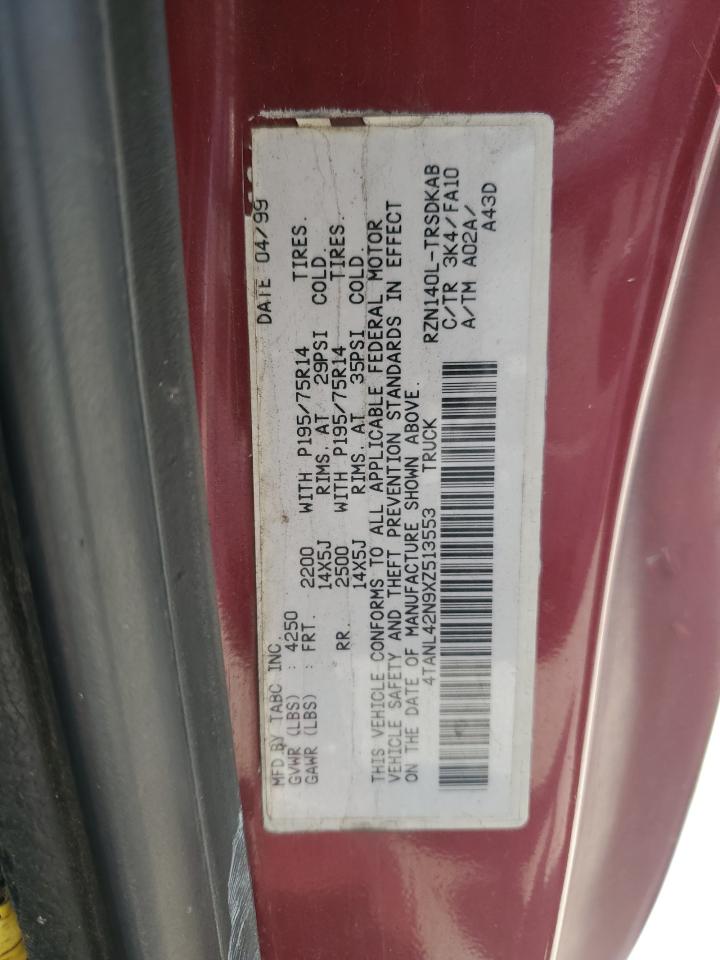 MFD BY TABC INC. DATE 04/99
GVWR (LBS) : 4250
GAWR (LBS) : FRT. 2200 WITH P195/75R14 TIRES.
14X5J RIMS. AT 29PSI COLD.
RR. 2500 WITH P195/75R14 TIRES.
14X5J RIMS. AT 35PSI COLD.
THIS VEHICLE CONFORMS TO ALL APPLICABLE FEDERAL MOTOR
VEHICLE SAFETY AND THEFT PREVENTION STANDARDS IN EFFECT
ON THE DATE OF MANUFACTURE SHOWN ABOVE.
4TANL42N9XZ513553 TRUCK RZN140L-TRSDKAB
C/TR 3K4/FA10
A/TM A02A/
A43D